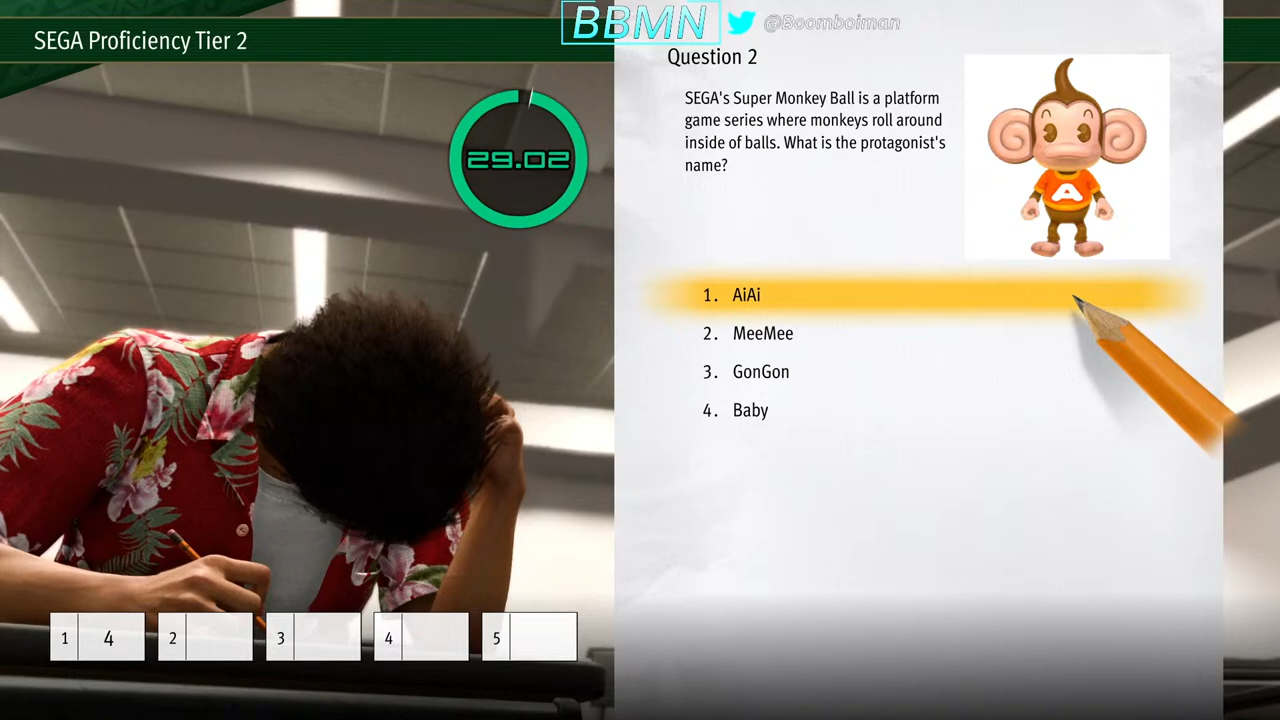 SEGA Proficiency Tier 2
BBMN
@Boomboiman
29.02
Question 2
SEGA's Super Monkey Ball is a platform
game series where monkeys roll around
inside of balls. What is the protagonist's
name?
A
1. AiAi
2. MeeMee
3. GonGon
4. Baby
1 4 2 3 4 5